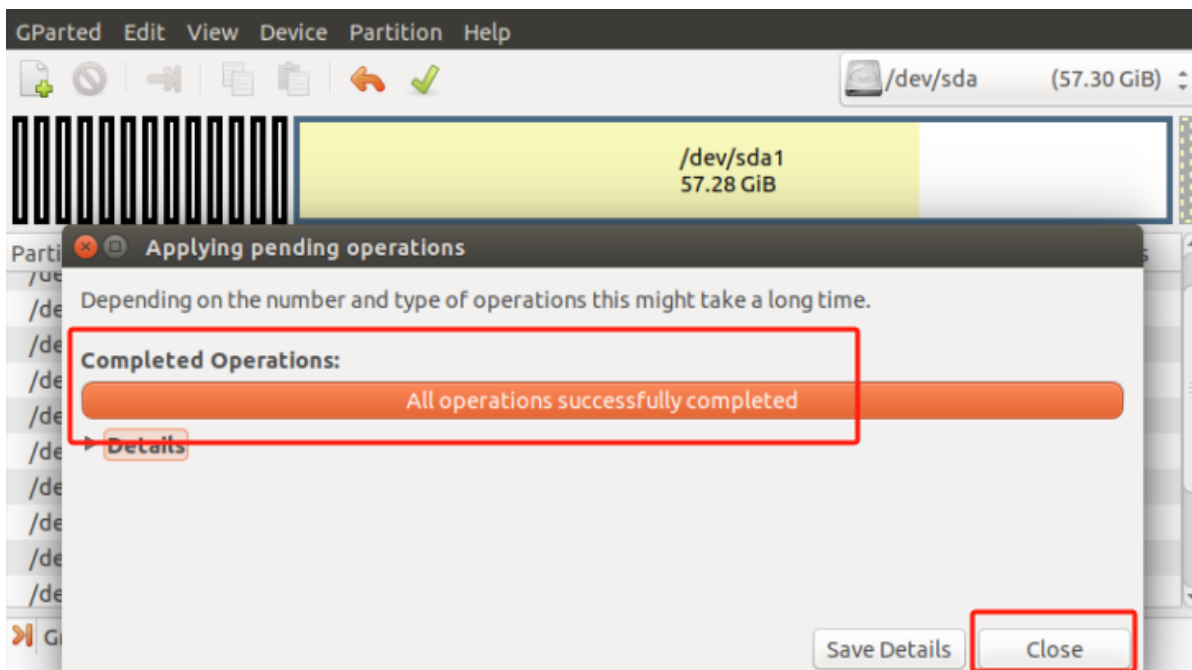 GParted Edit View Device Partition Help
/dev/sda (57.30 GiB)
/dev/sda1
57.28 GiB
Applying pending operations
Depending on the number and type of operations this might take a long time.
Completed Operations:
All operations successfully completed
Details
Save Details Close